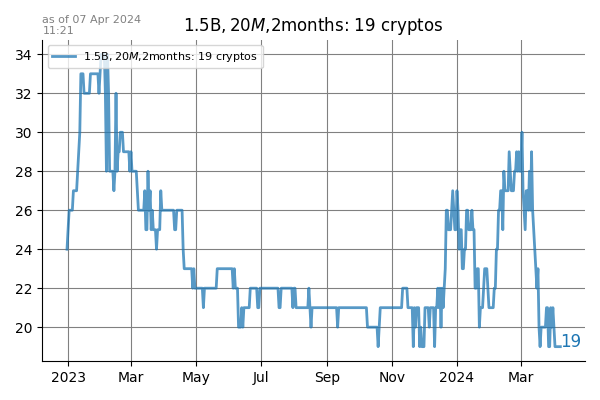 as of 07 Apr 2024
11:21
1.5B, 20M,2months: 19 cryptos
1.5B, 20M,2months: 19 cryptos
34
32
30
28
26
24
22
20
19
2023 Mar May Jul Sep Nov 2024 Mar